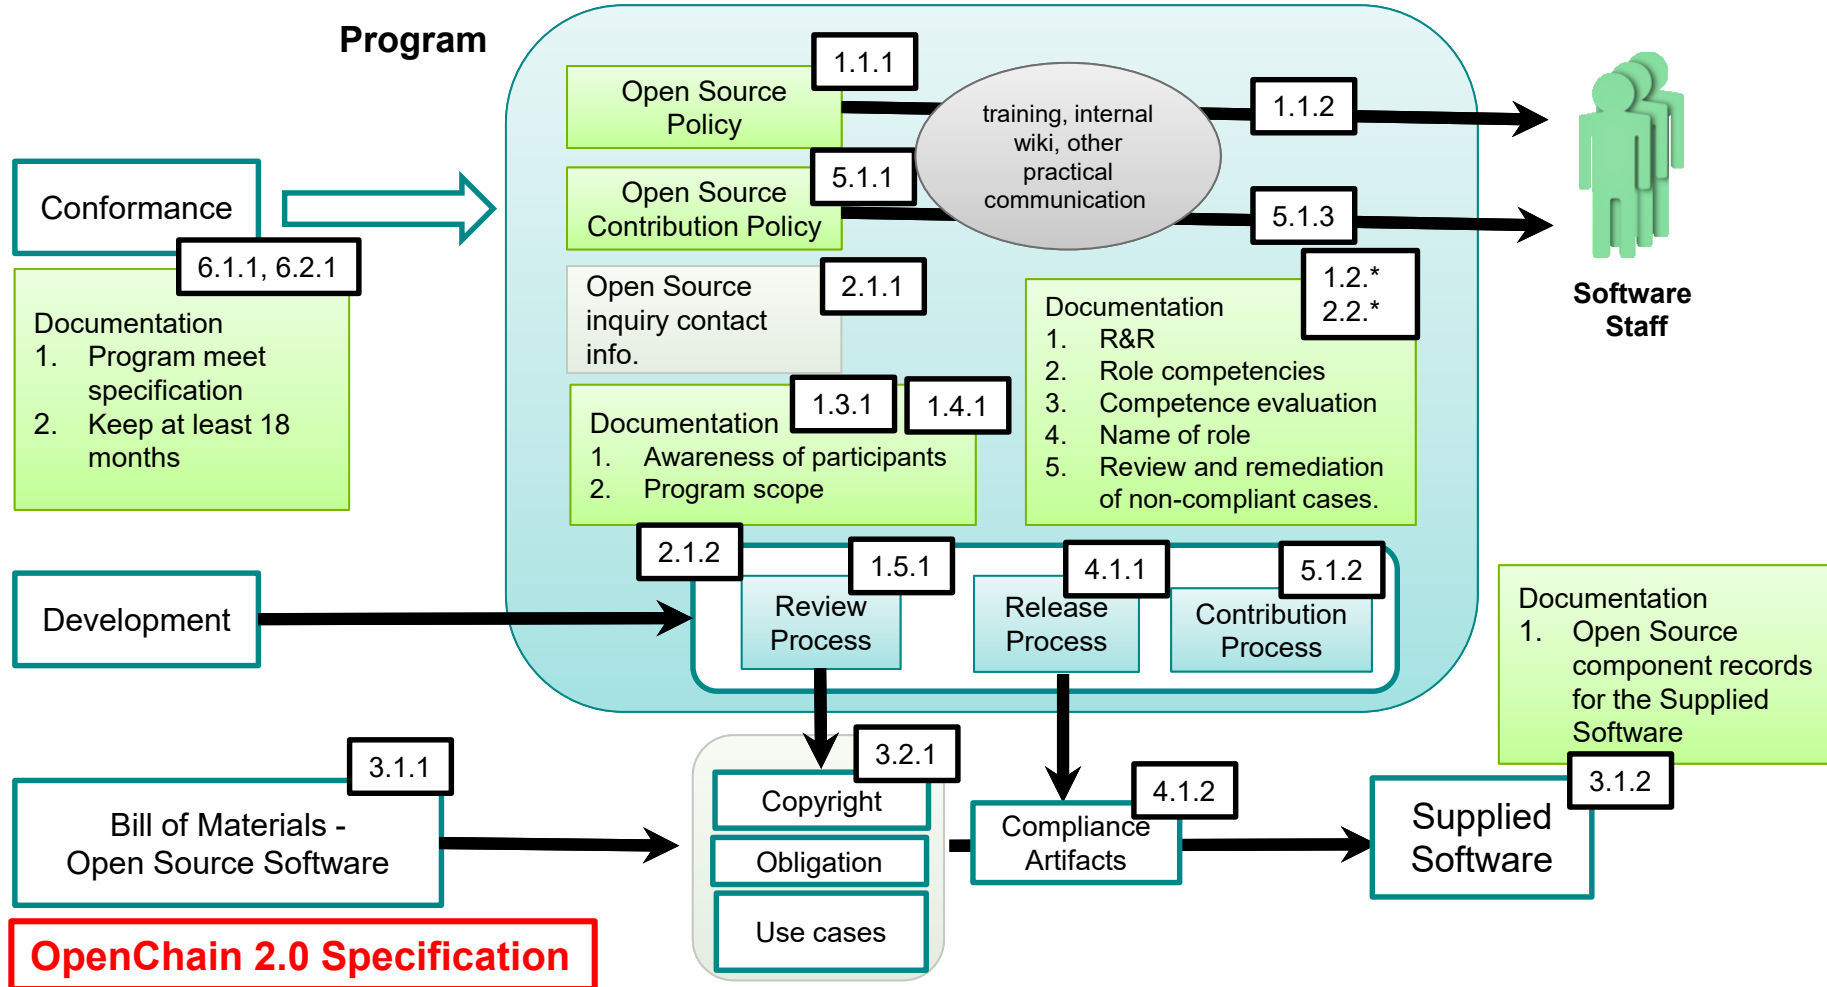 Program
1.1.1
Open Source
Policy
training, internal
wiki, other
practical
communication
1.1.2
5.1.1
Open Source
Contribution Policy
5.1.3
Conformance
6.1.1, 6.2.1
Documentation
1. Program meet
specification
2. Keep at least 18
months
Open Source
inquiry contact
info.
2.1.1
1.2.*
2.2.*
Documentation
1. R&R
2. Role competencies
3. Competence evaluation
4. Name of role
5. Review and remediation
of non-compliant cases.
Software
Staff
1.3.1
1.4.1
Documentation
1. Awareness of participants
2. Program scope
2.1.2
1.5.1
4.1.1
5.1.2
Development
Review
Process
Release
Process
Contribution
Process
Documentation
1. Open Source
component records
for the Supplied
Software
3.1.1
Bill of Materials -
Open Source Software
3.2.1
Copyright
Obligation
Use cases
4.1.2
Compliance
Artifacts
3.1.2
Supplied
Software
OpenChain 2.0 Specification